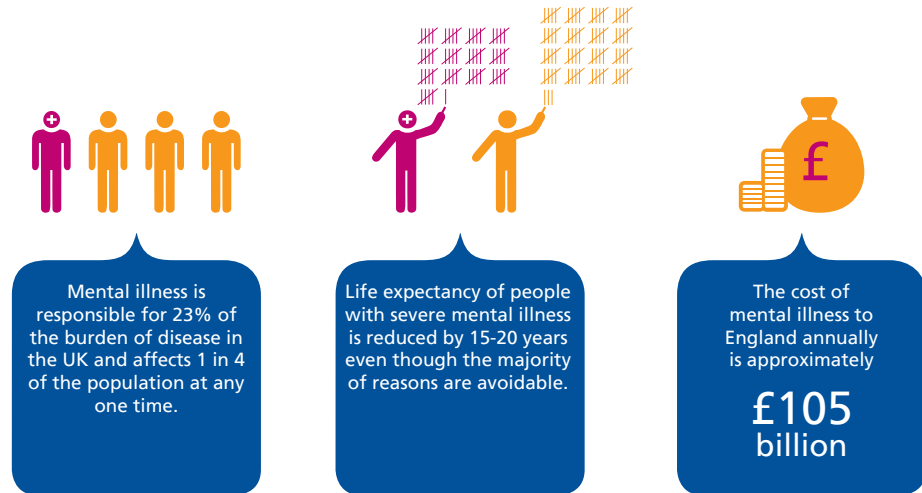 £
Mental illness is
responsible for 23% of
the burden of disease in
the UK and affects 1 in 4
of the population at any
one time.
Life expectancy of people
with severe mental illness
is reduced by 15-20 years
even though the majority
of reasons are avoidable.
The cost of
mental illness to
England annually
is approximately
£105
billion